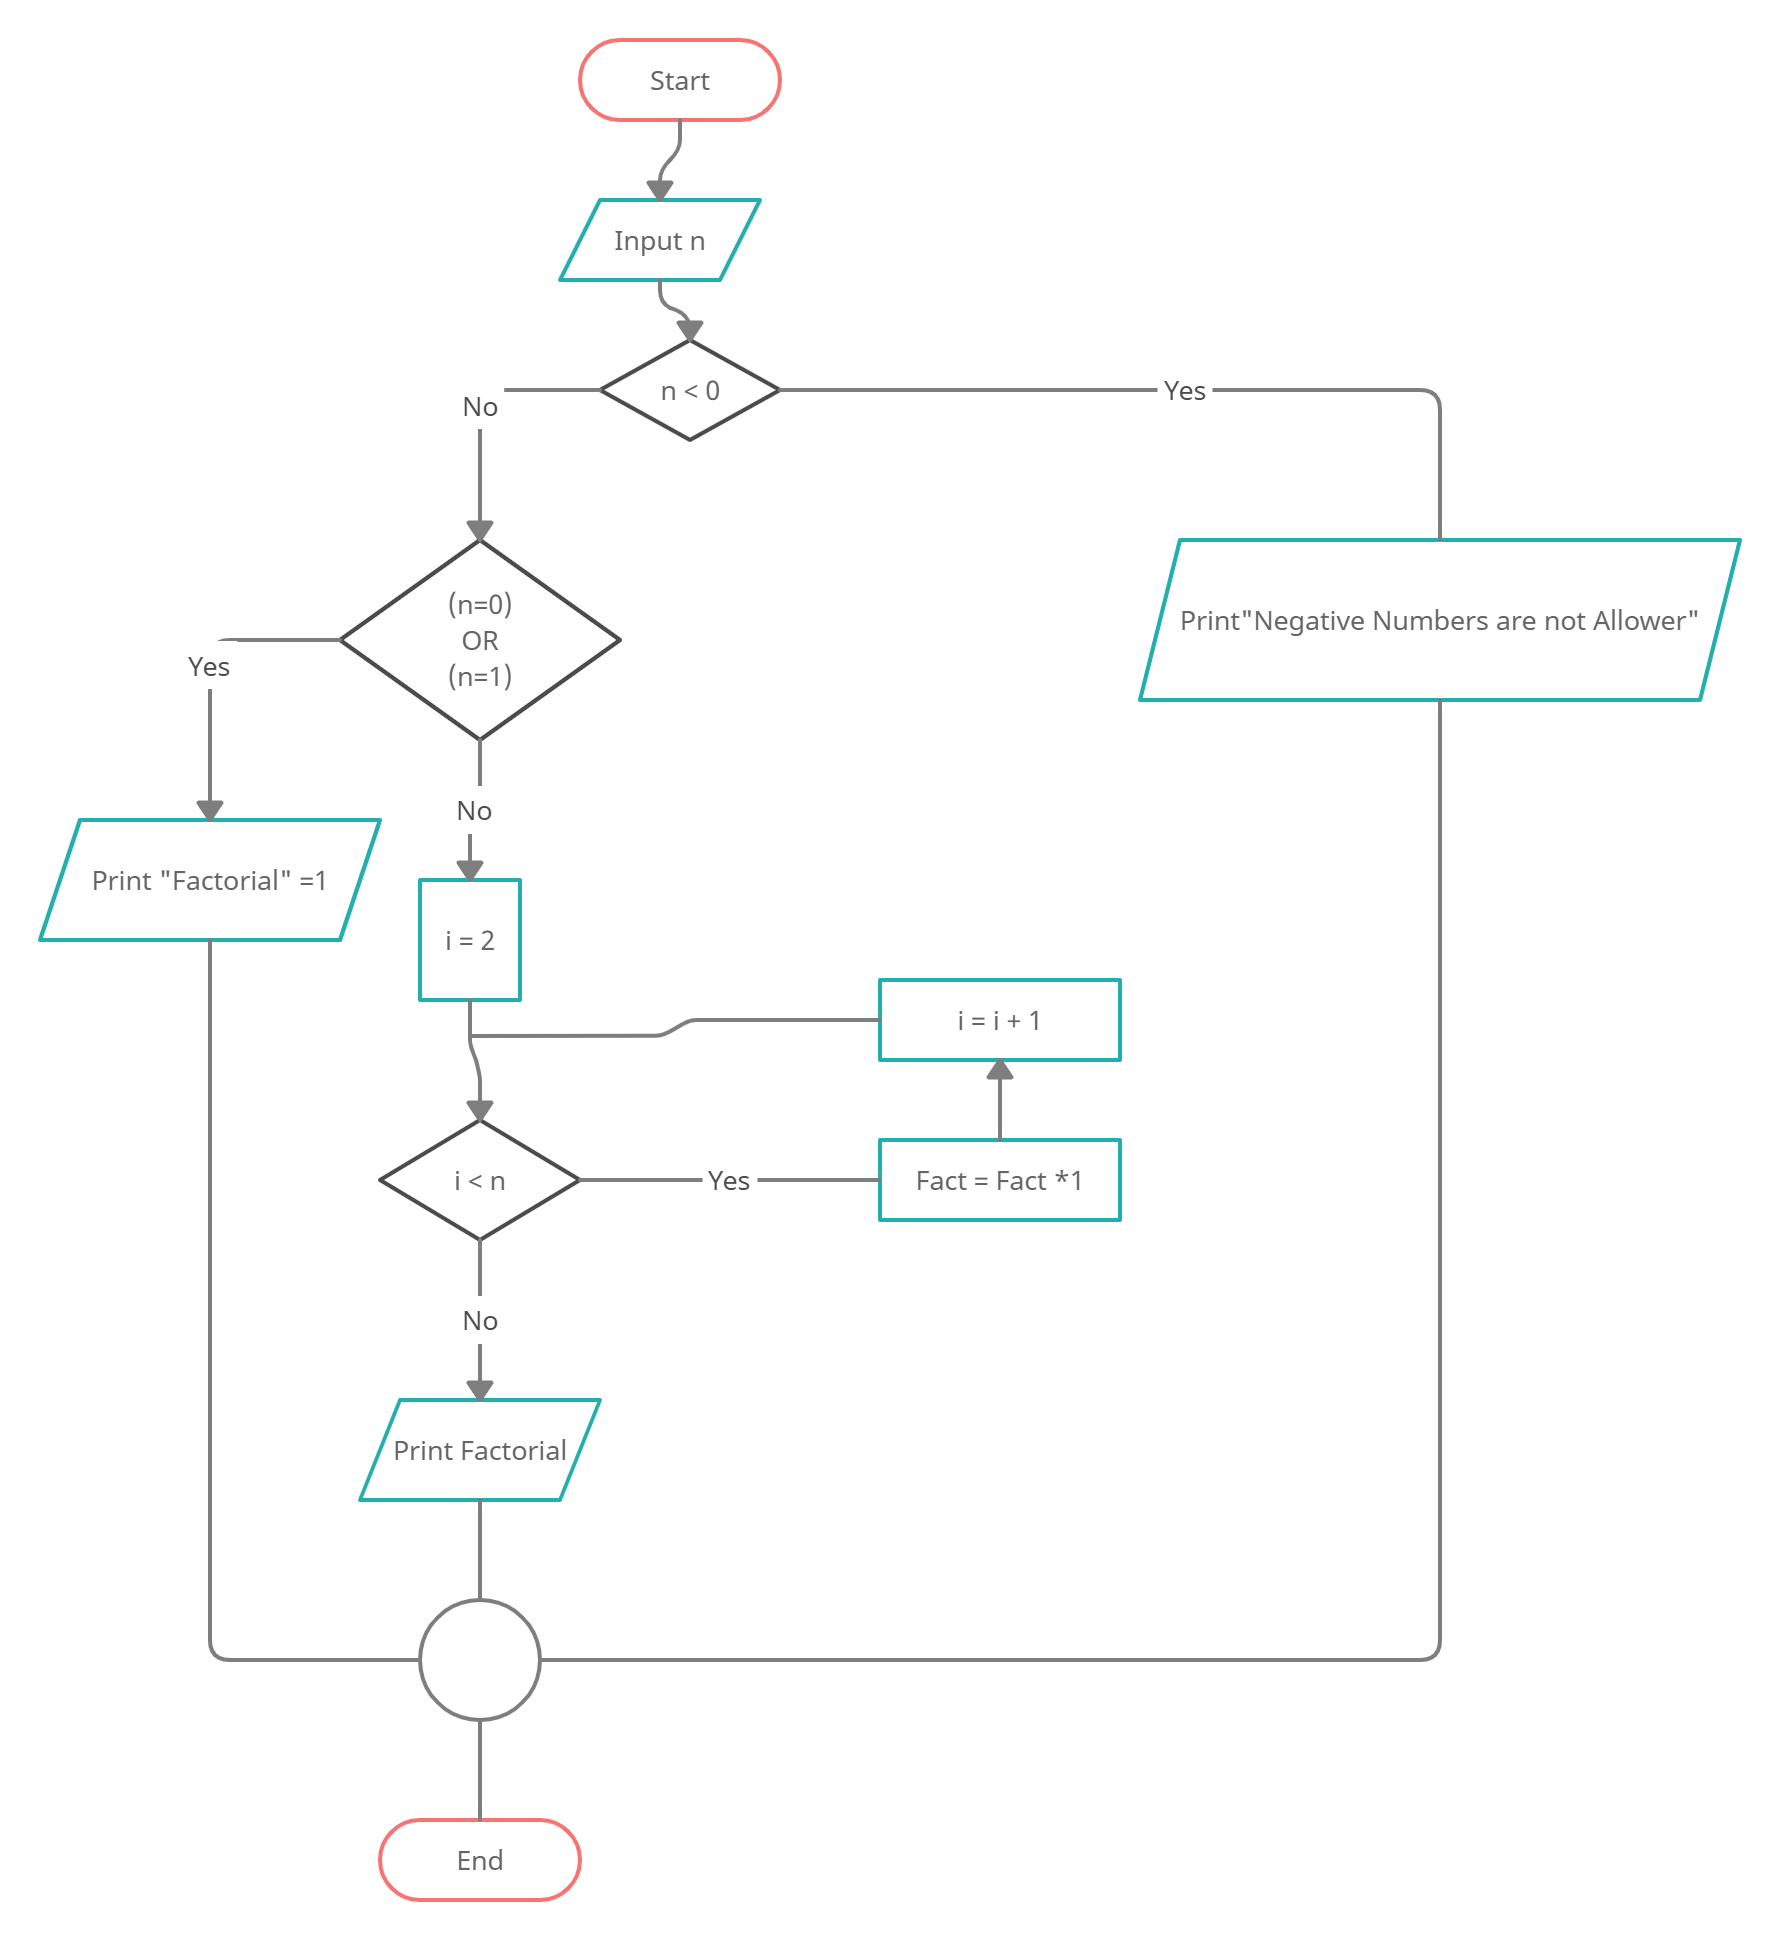 Start
Input n
n < 0
No
Yes
(n=0)
OR
(n=1)
Print"Negative Numbers are not Allower"
Yes
No
Print "Factorial" =1
i = 2
i = i + 1
i < n
Yes
Fact = Fact *1
No
Print Factorial
End